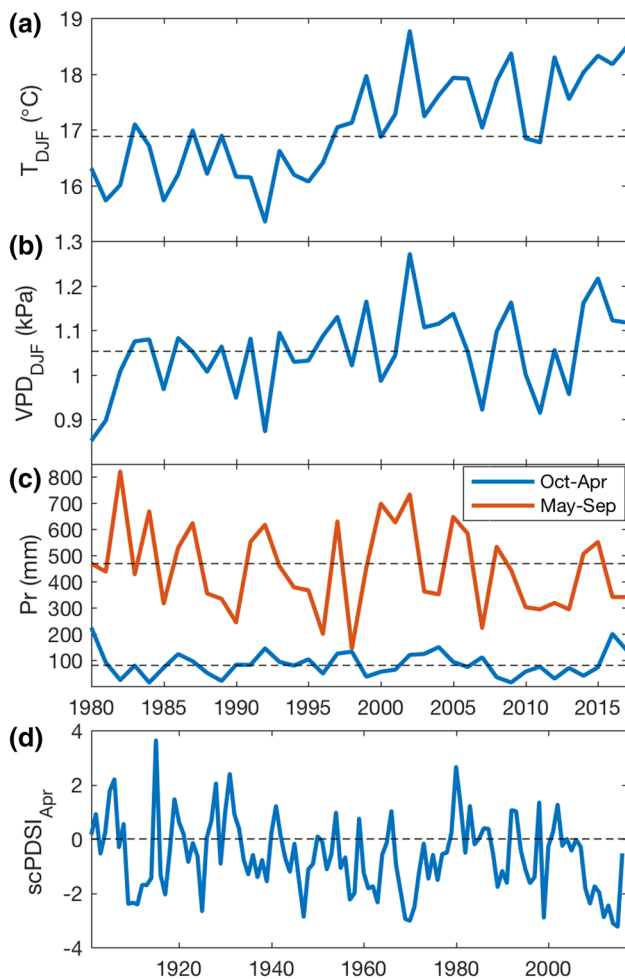 (a)
19
18
17
16
T_DJF (°C)
(b)
1.3
1.2
1.1
1
0.9
VPD_DJF (kPa)
(c)
800
700
600
500
400
300
200
100
Pr (mm)
Oct-Apr
May-Sep
1980 1985 1990 1995 2000 2005 2010 2015
(d)
4
2
0
-2
-4
scPDSI_Apr
1920 1940 1960 1980 2000